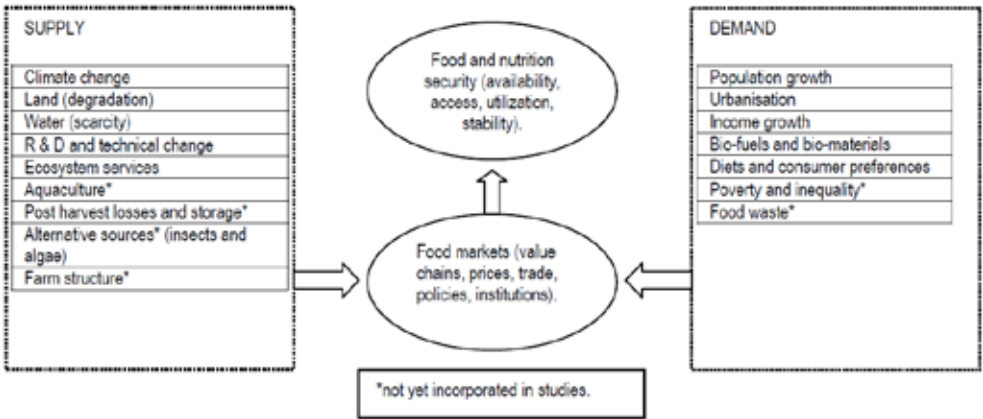 SUPPLY
Climate change
Land (degradation)
Water (scarcity)
R & D and technical change
Ecosystem services
Aquaculture*
Post harvest losses and storage*
Alternative sources* (insects and
algae)
Farm structure*
Food and nutrition
security (availability,
access, utilization,
stability).
Food markets (value
chains, prices, trade,
policies, institutions).
*not yet incorporated in studies.
DEMAND
Population growth
Urbanisation
Income growth
Bio-fuels and bio-materials
Diets and consumer preferences
Poverty and inequality*
Food waste*